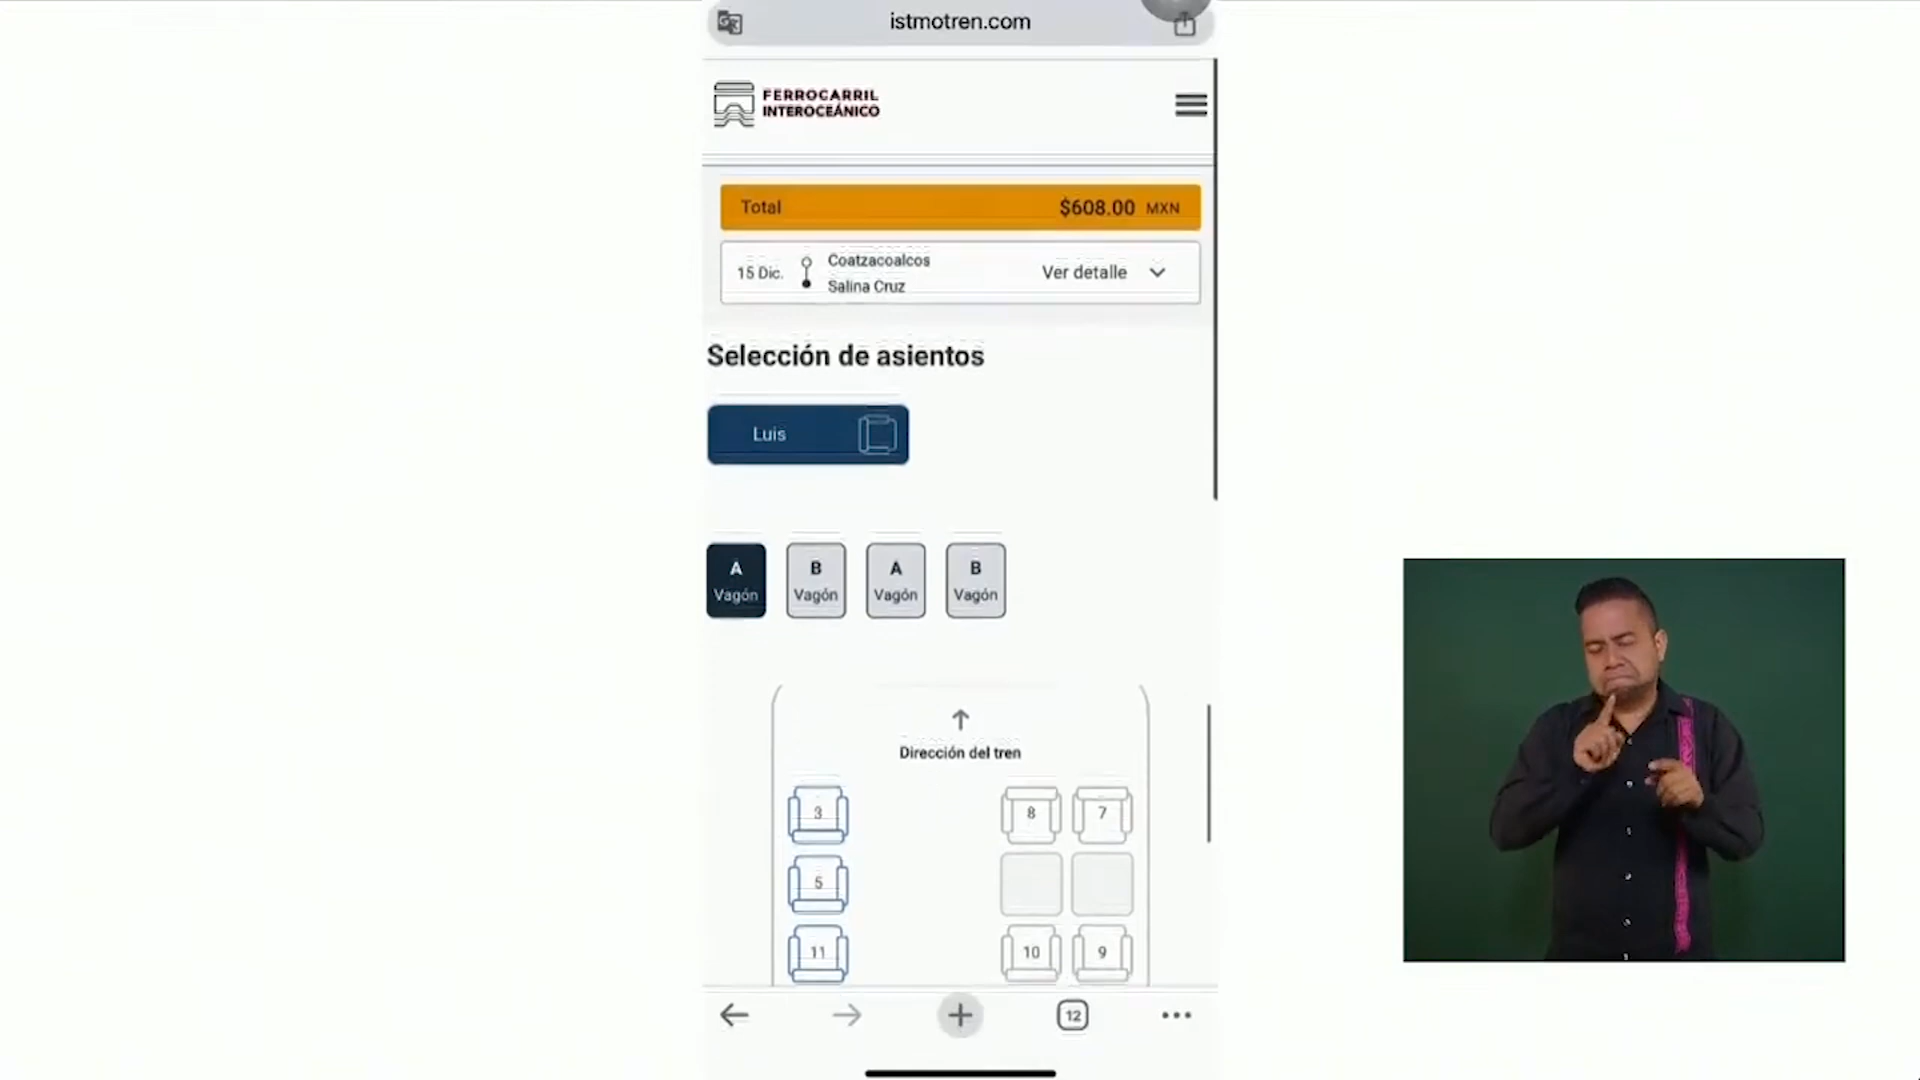 istmotren.com
FERROCARRIL
INTEROCEÁNICO
Total $608.00 MXN
15 Dic. Coatzacoalcos
Salina Cruz
Ver detalle
Selección de asientos
Luis
A B A B
Vagón Vagón Vagón Vagón
Dirección del tren
3 8 7
5
11 10 9
12